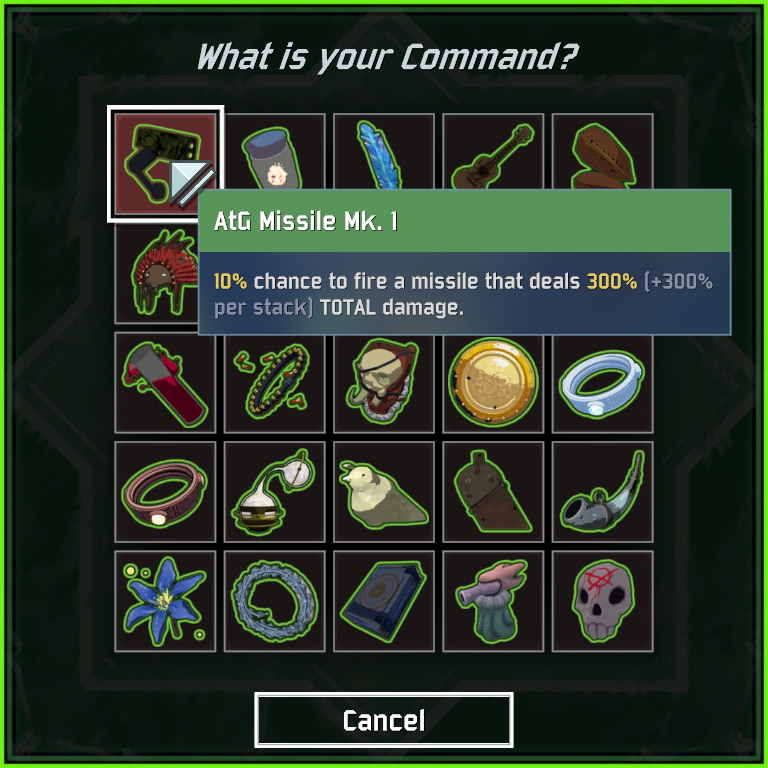 What is your Command?
AtG Missile Mk. 1
10% chance to fire a missile that deals 300% (+300%
per stack) TOTAL damage.
Cancel